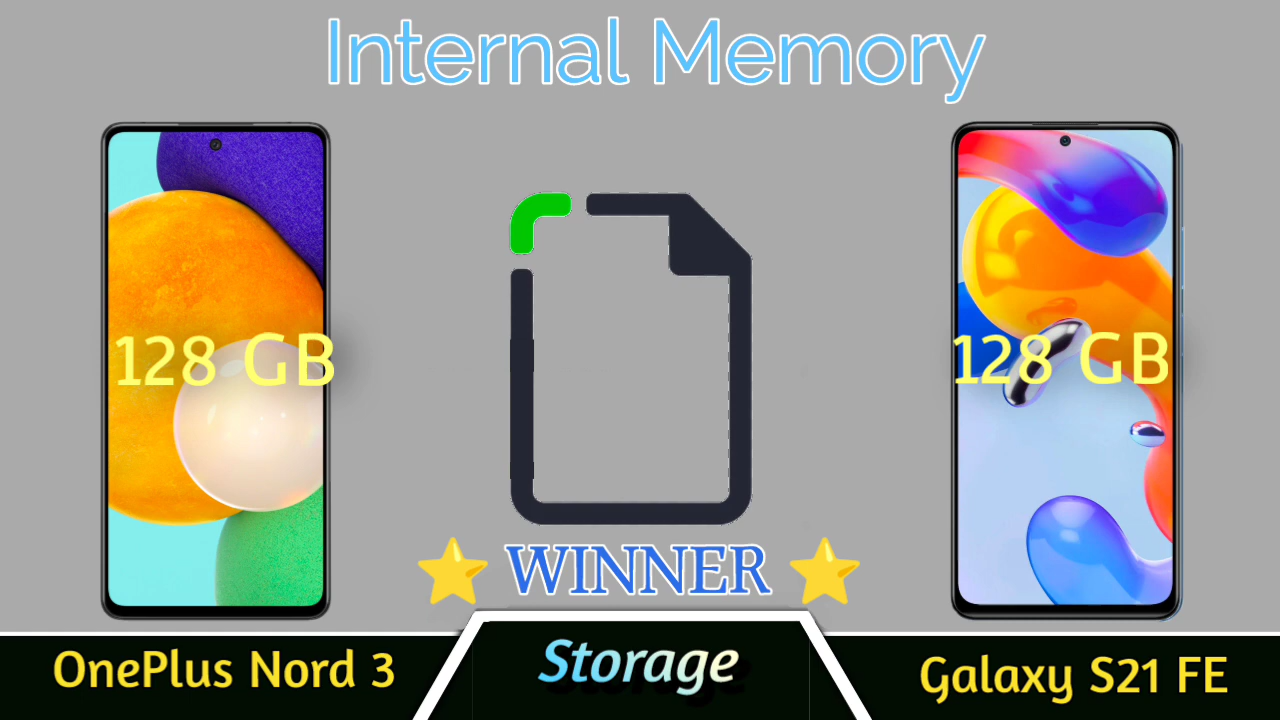 Internal Memory
128 GB
128 GB
WINNER
OnePlus Nord 3
Storage
Galaxy S21 FE